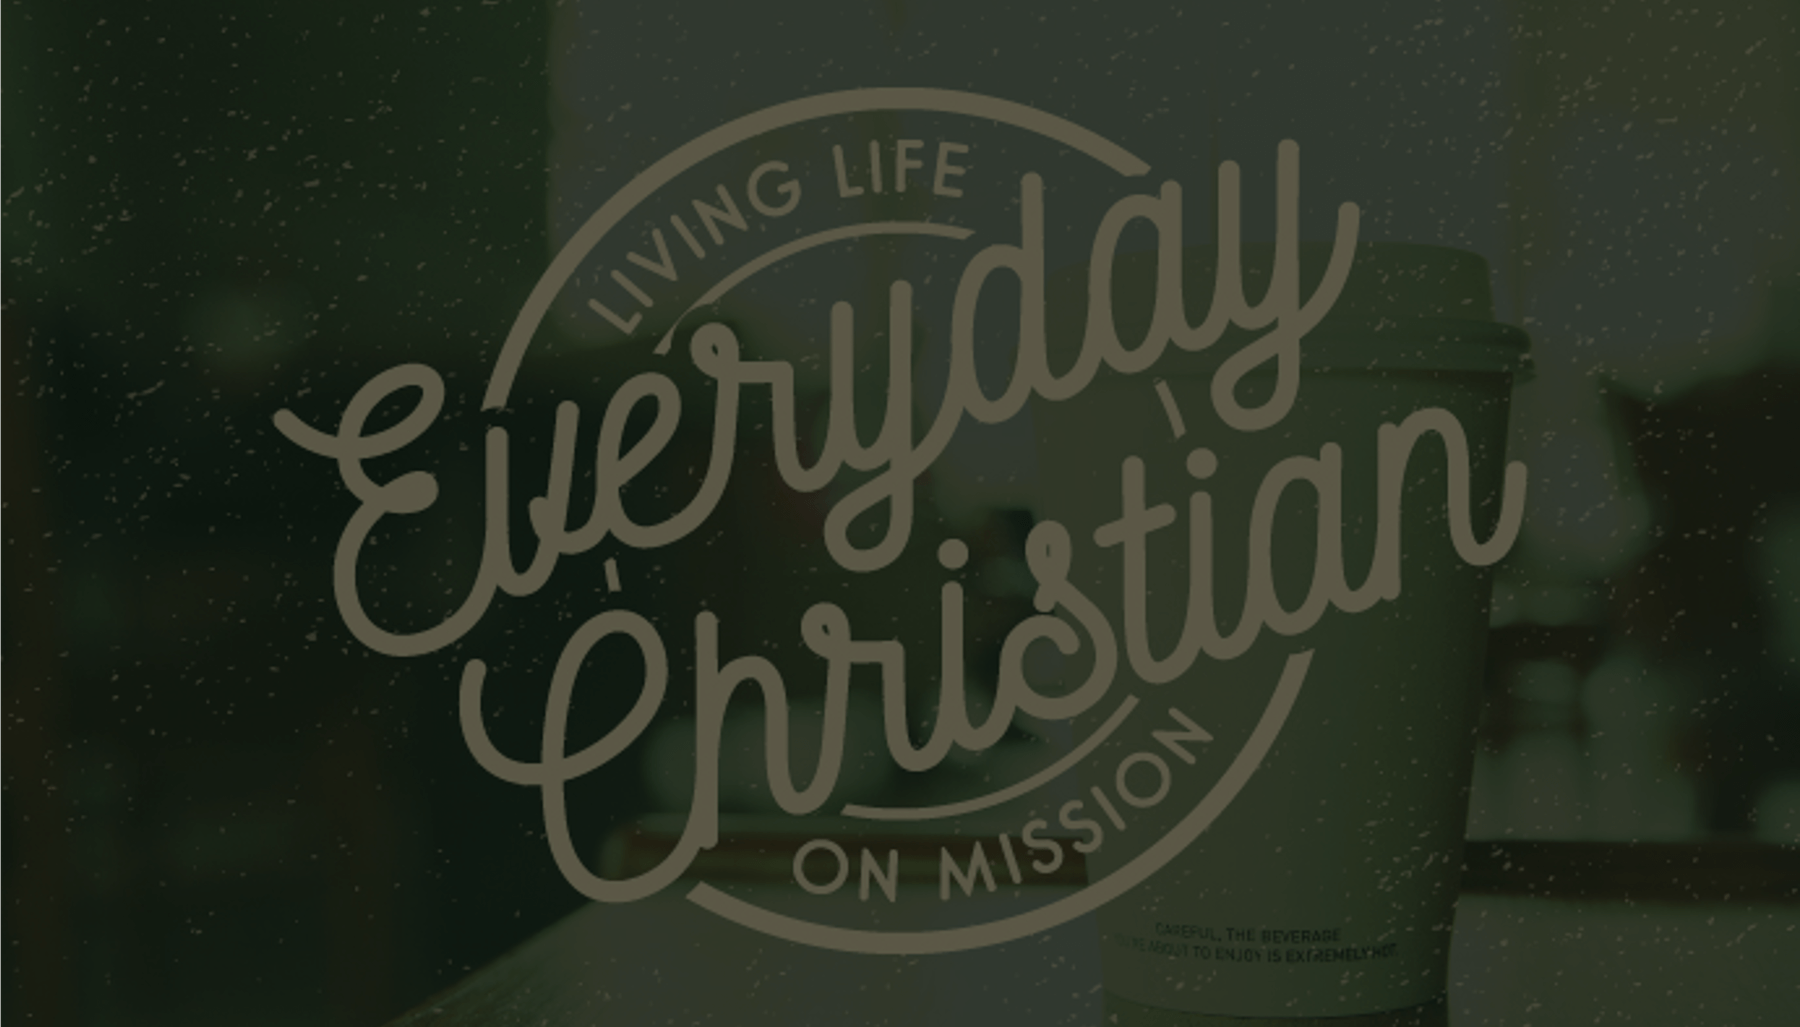 LIVING LIFE
Everyday
Christian
ON MISSION
CAREFUL, THE BEVERAGE
YOU'RE ABOUT TO ENJOY IS EXTREMELY HOT.